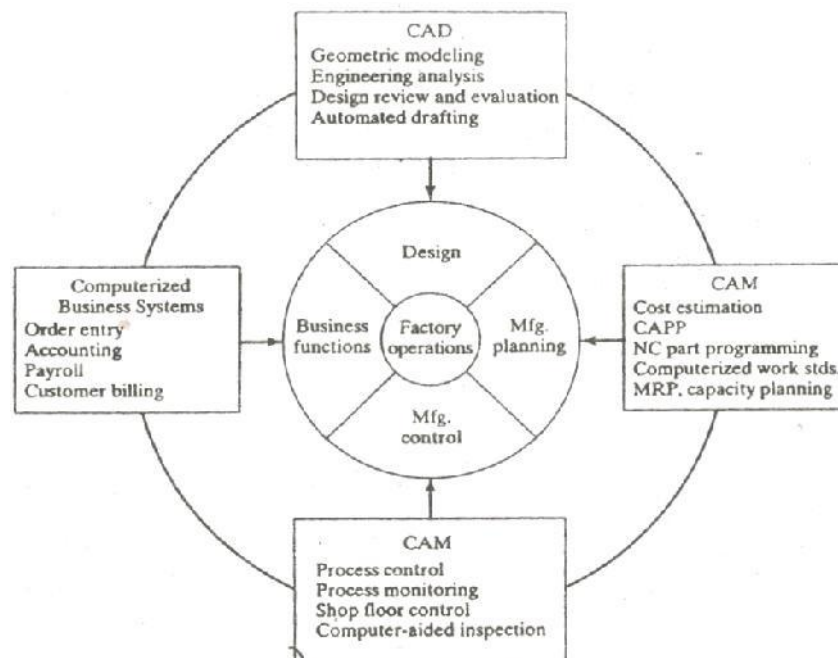 CAD
Geometric modeling
Engineering analysis
Design review and evaluation
Automated drafting
Computerized
Business Systems
Order entry
Accounting
Payroll
Customer billing
Design
Business
functions
Factory
operations
Mfg.
planning
Mfg.
control
CAM
Cost estimation
CAPP
NC part programming
Computerized work stds.
MRP, capacity planning
CAM
Process control
Process monitoring
Shop floor control
Computer-aided inspection